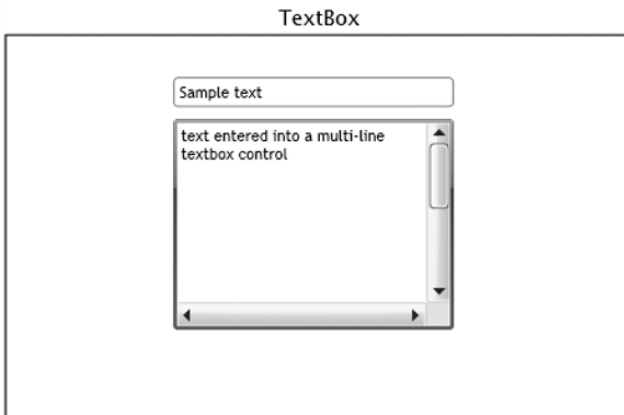 TextBox
Sample text
text entered into a multi-line
textbox control